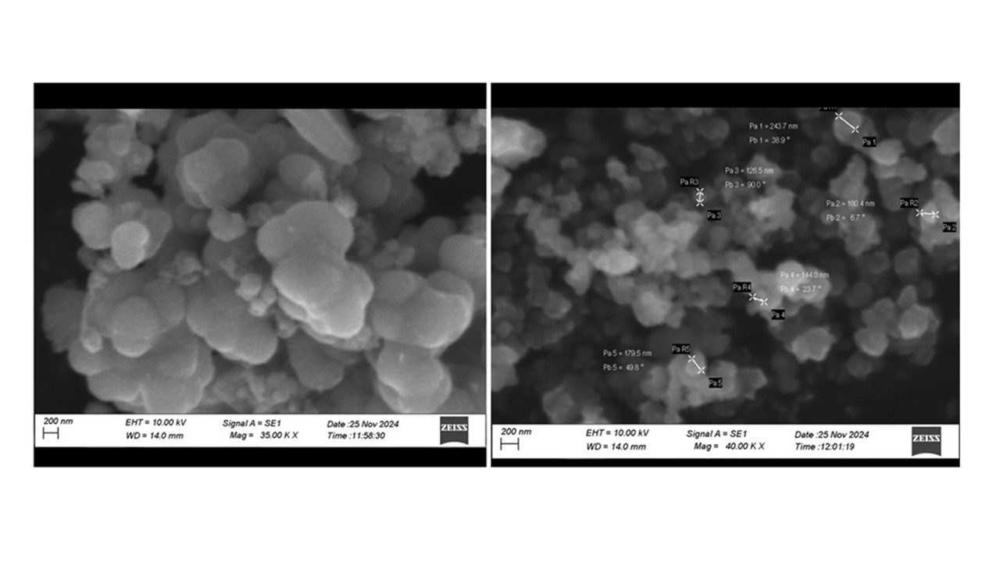 200 nm
EHT = 10.00 kV
Signal A = SE1
Date :25 Nov 2024
WD = 14.0 mm
Mag = 35.00 K X
Time :11:58:30
ZEISS
Pa 1 = 243.7 nm
Pb 1 = 38.9 °
Pa 1
Pa 3 = 126.5 nm
Pb 3 = 90.0 °
Pa R3
Pa 3
Pa 2 = 180.4 nm
Pb 2 = 6.7 °
Pa R2
Pa 2
Pa 4 = 144.0 nm
Pb 4 = 23.7 °
Pa R4
Pa 4
Pa 5 = 179.5 nm
Pb 5 = 49.8 °
Pa R5
Pa 5
200 nm
EHT = 10.00 kV
Signal A = SE1
Date :25 Nov 2024
WD = 14.0 mm
Mag = 40.00 K X
Time :12:01:19
ZEISS